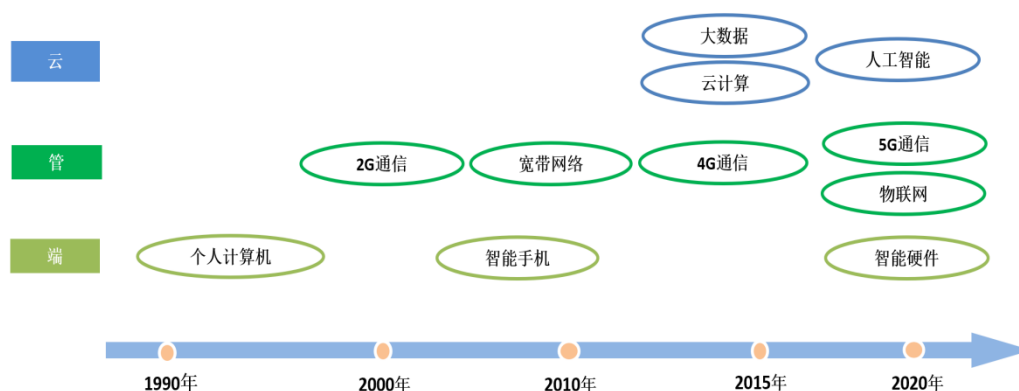 大数据
云
人工智能
云计算
5G通信
管
2G通信
宽带网络
4G通信
物联网
端
个人计算机
智能手机
智能硬件
1990年
2000年
2010年
2015年
2020年